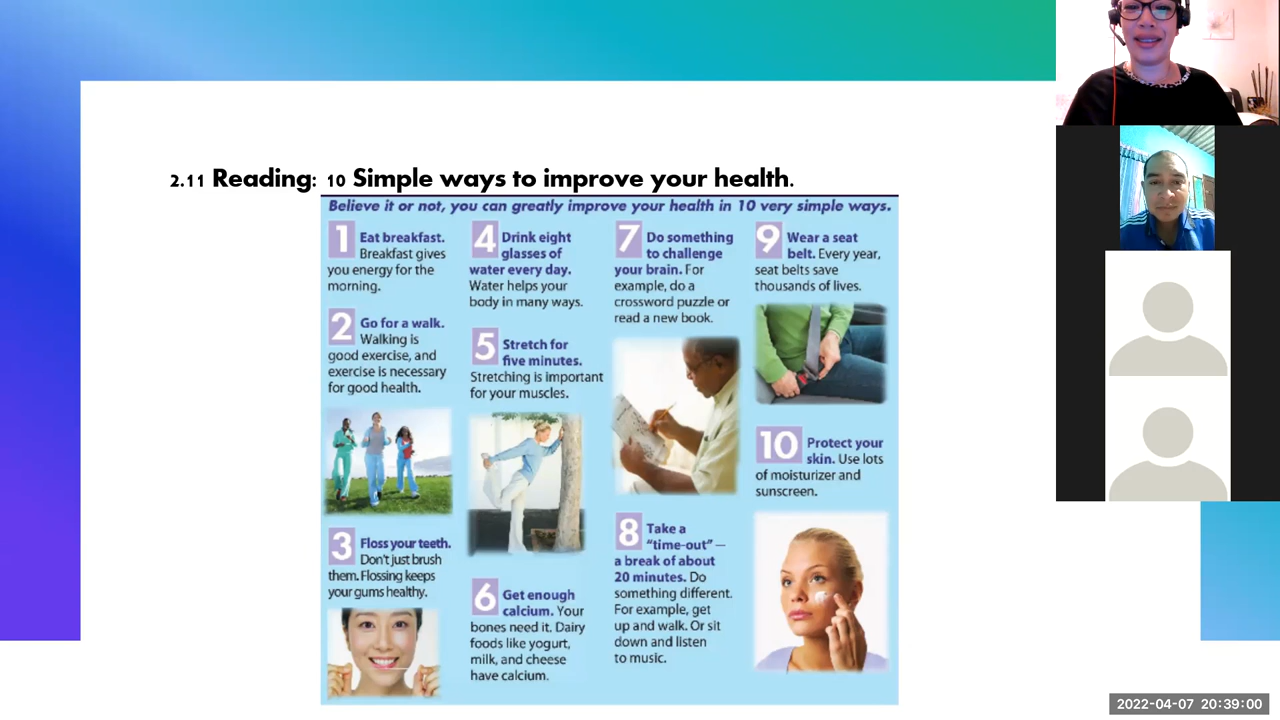 2.11 Reading: 10 Simple ways to improve your health.
Believe it or not, you can greatly improve your health in 10 very simple ways.
1 Eat breakfast.
Breakfast gives
you energy for the
morning.
2 Go for a walk.
Walking is
good exercise, and
exercise is necessary
for good health.
3 Floss your teeth.
Don't just brush
them. Flossing keeps
your gums healthy.
4 Drink eight
glasses of
water every day.
Water helps your
body in many ways.
5 Stretch for
five minutes.
Stretching is important
for your muscles.
6 Get enough
calcium. Your
bones need it. Dairy
foods like yogurt,
milk, and cheese
have calcium.
7 Do something
to challenge
your brain. For
example, do a
crossword puzzle or
read a new book.
8 Take a
“time-out”—
a break of about
20 minutes. Do
something different.
For example, get
up and walk. Or sit
down and listen
to music.
9 Wear a seat
belt. Every year,
seat belts save
thousands of lives.
10 Protect your
skin. Use lots
of moisturizer and
sunscreen.
2022-04-07 20:39:00